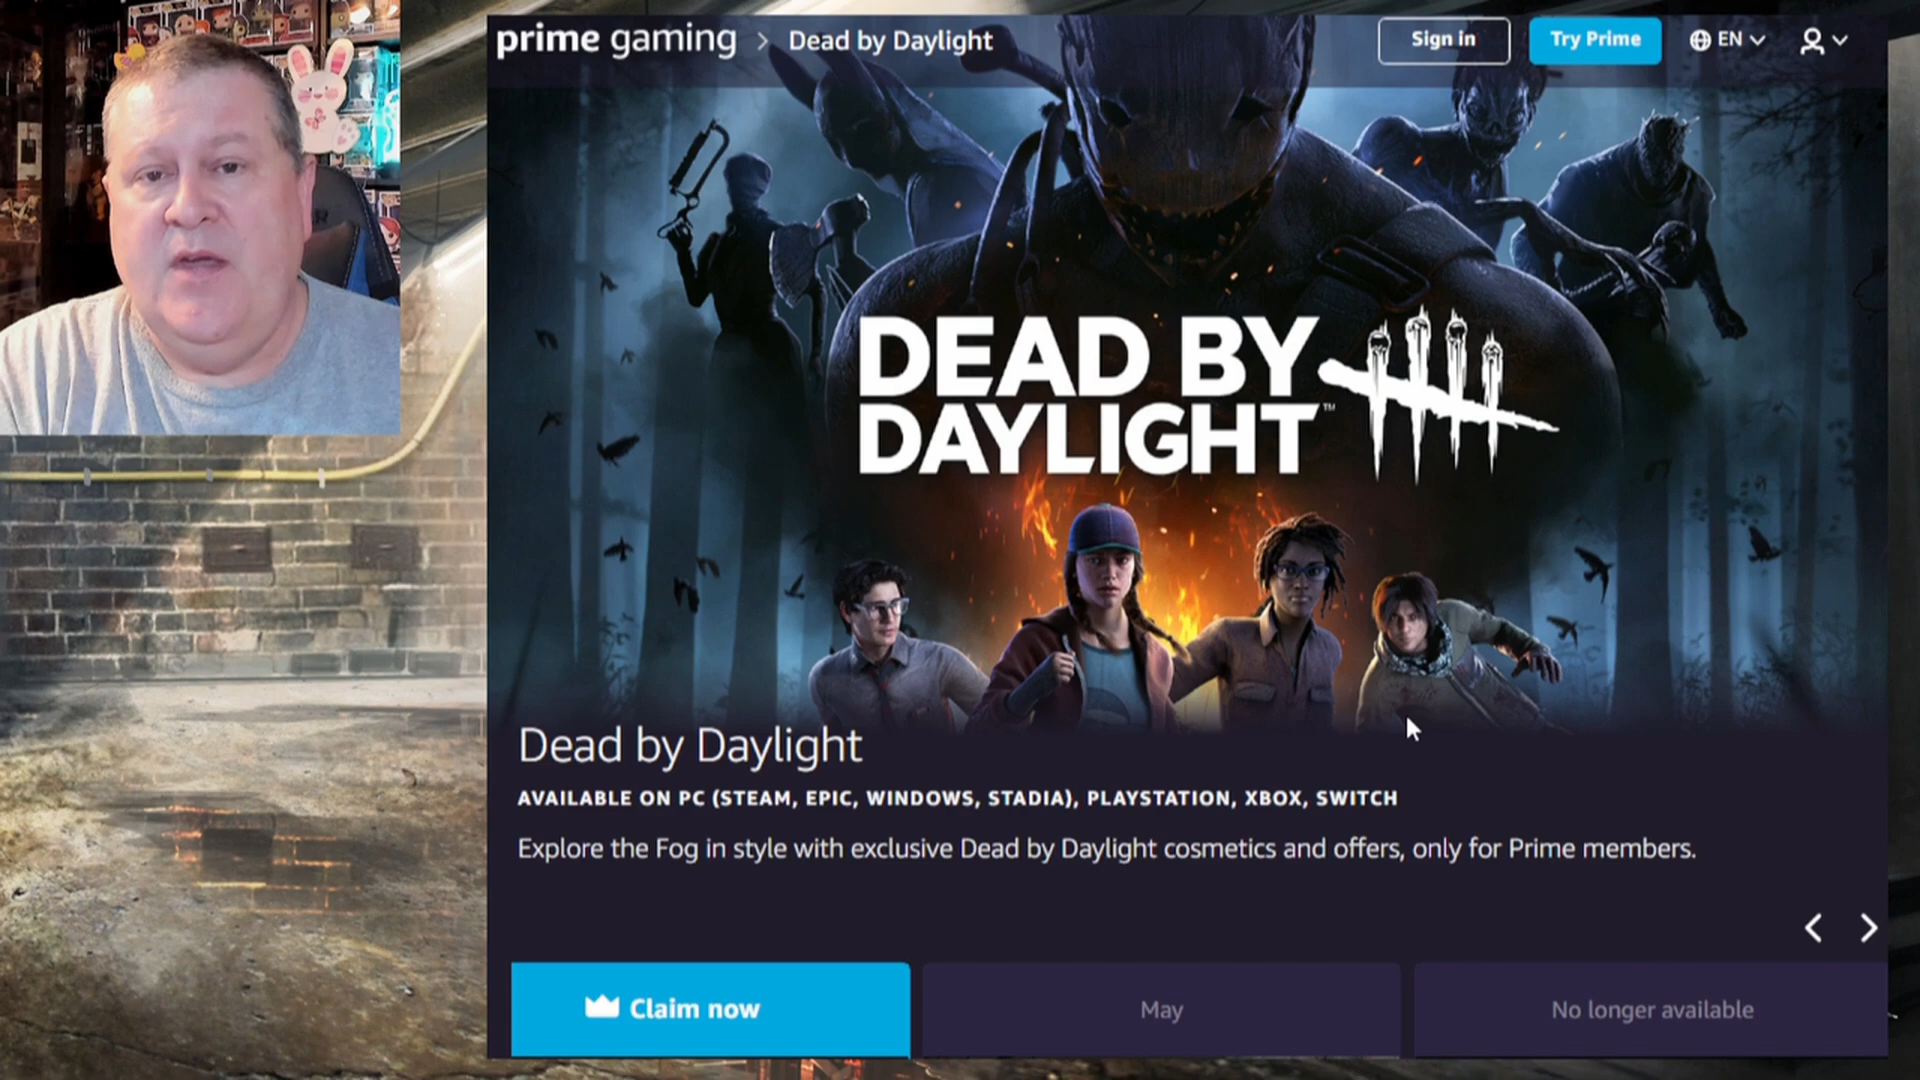 prime gaming > Dead by Daylight
Sign in
Try Prime
EN
DEAD BY
DAYLIGHT™
Dead by Daylight
AVAILABLE ON PC (STEAM, EPIC, WINDOWS, STADIA), PLAYSTATION, XBOX, SWITCH
Explore the Fog in style with exclusive Dead by Daylight cosmetics and offers, only for Prime members.
Claim now
May
No longer available